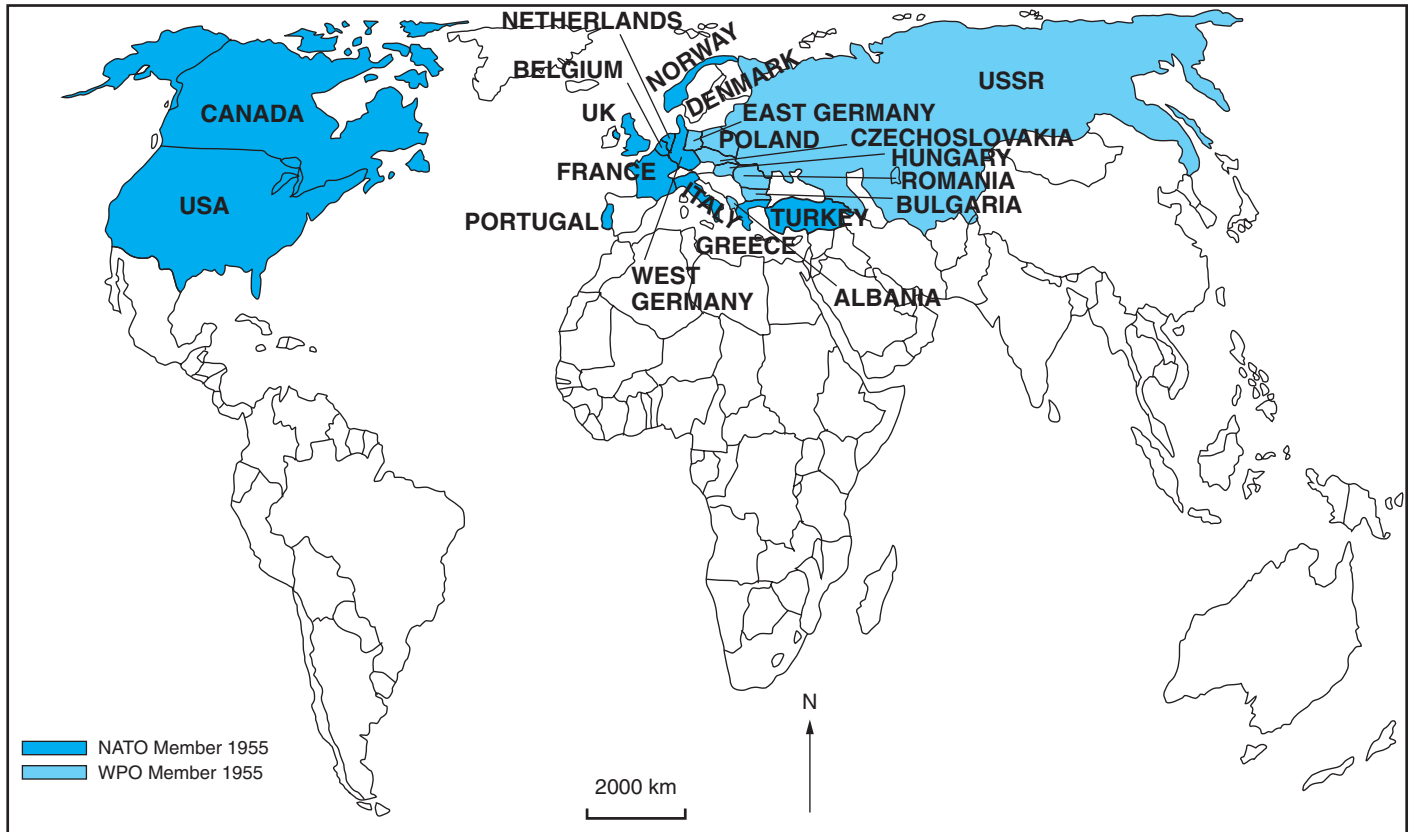 NETHERLANDS
BELGIUM
NORWAY
DENMARK
USSR
CANADA
UK
EAST GERMANY
POLAND
CZECHOSLOVAKIA
HUNGARY
FRANCE
ROMANIA
USA
ITALY
BULGARIA
PORTUGAL
TURKEY
GREECE
WEST
GERMANY
ALBANIA
N
NATO Member 1955
WPO Member 1955
2000 km